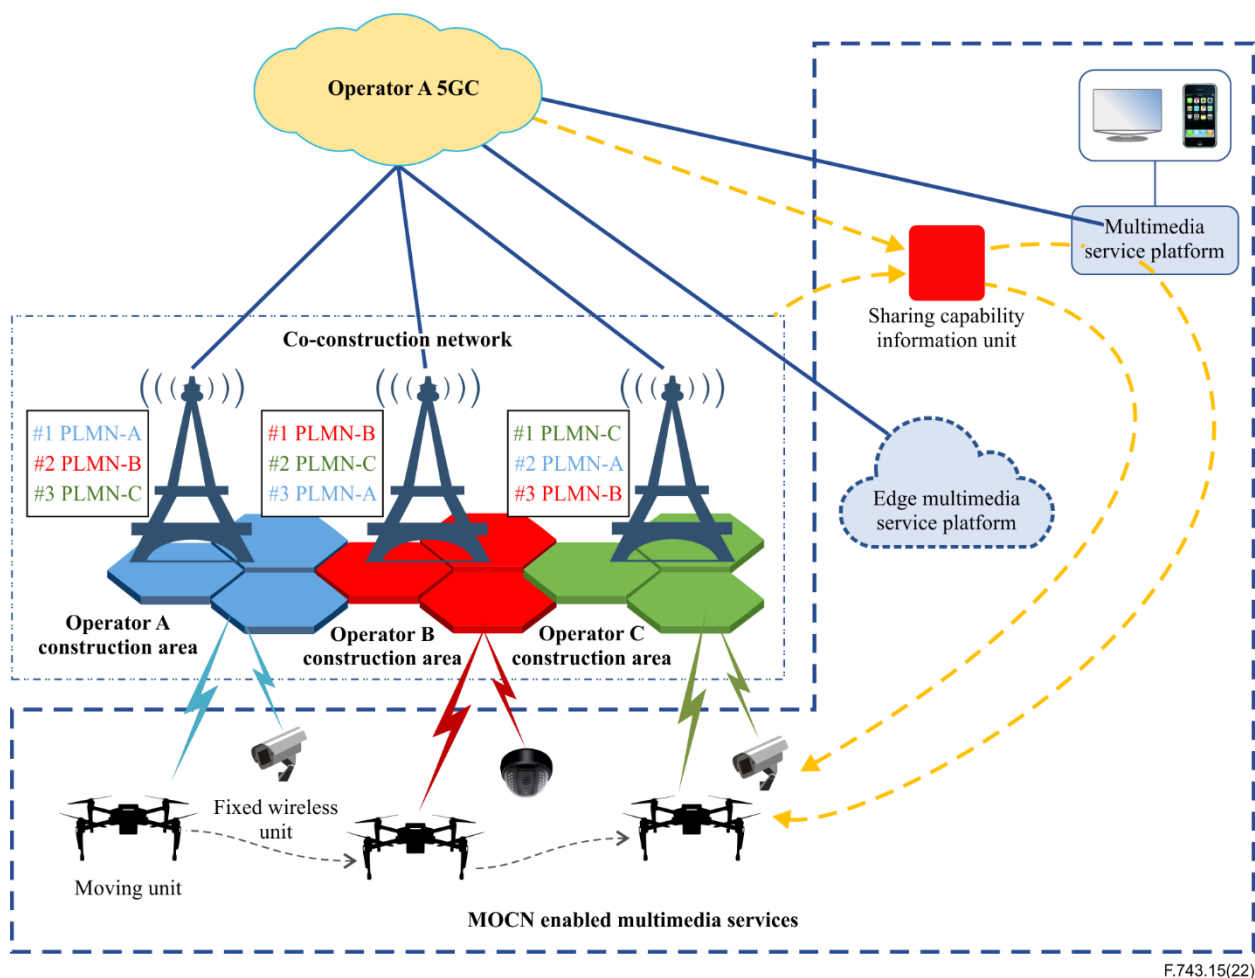 Operator A 5GC
Multimedia
service platform
Sharing capability
information unit
Co-construction network
#1 PLMN-A
#2 PLMN-B
#3 PLMN-C
#1 PLMN-B
#2 PLMN-C
#3 PLMN-A
#1 PLMN-C
#2 PLMN-A
#3 PLMN-B
Edge multimedia
service platform
Operator A
construction area
Operator B
construction area
Operator C
construction area
Fixed wireless
unit
Moving unit
MOCN enabled multimedia services
F.743.15(22)